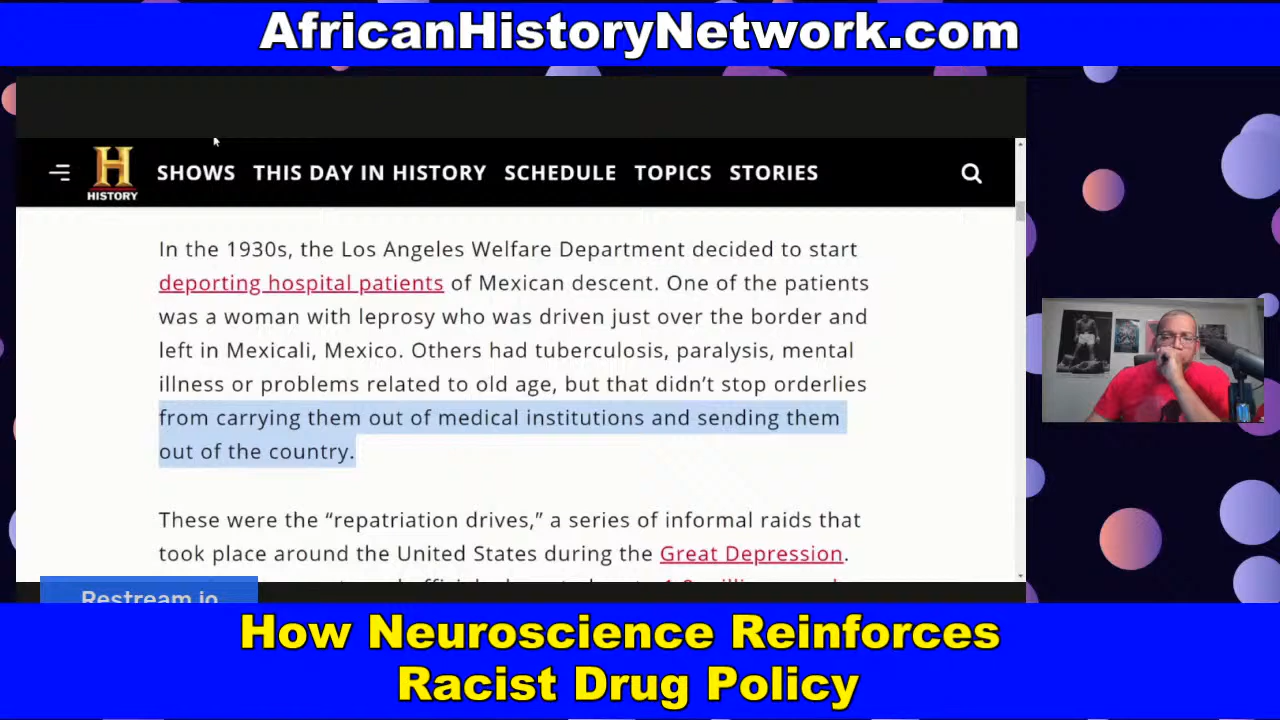 AfricanHistoryNetwork.com
H
HISTORY
SHOWS THIS DAY IN HISTORY SCHEDULE TOPICS STORIES
In the 1930s, the Los Angeles Welfare Department decided to start
deporting hospital patients of Mexican descent. One of the patients
was a woman with leprosy who was driven just over the border and
left in Mexicali, Mexico. Others had tuberculosis, paralysis, mental
illness or problems related to old age, but that didn’t stop orderlies
from carrying them out of medical institutions and sending them
out of the country.
These were the “repatriation drives,” a series of informal raids that
took place around the United States during the Great Depression.
Restream.io
How Neuroscience Reinforces
Racist Drug Policy